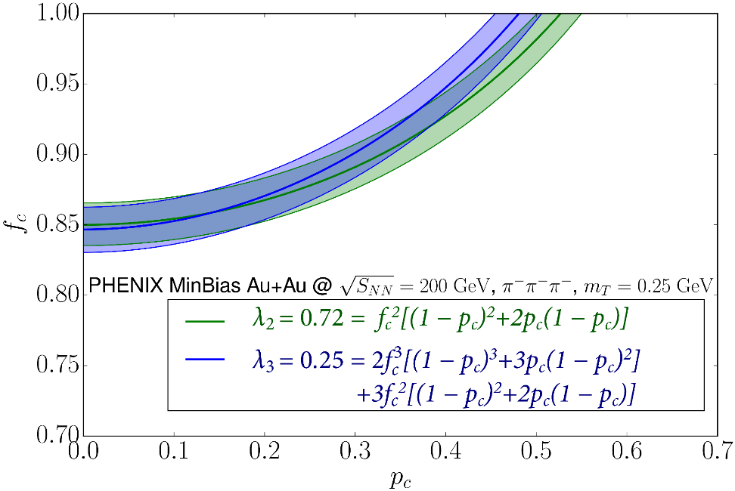 1.00
0.95
0.90
0.85
0.80
0.75
0.70
f_c
PHENIX MinBias Au+Au @ √S_NN = 200 GeV, π⁻π⁻π⁻, m_T = 0.25 GeV
λ₂ = 0.72 = f_c²[(1 − p_c)²+2p_c(1 − p_c)]
λ₃ = 0.25 = 2f_c³[(1 − p_c)³+3p_c(1 − p_c)²]
+3f_c²[(1 − p_c)²+2p_c(1 − p_c)]
0.0 0.1 0.2 0.3 0.4 0.5 0.6 0.7
p_c